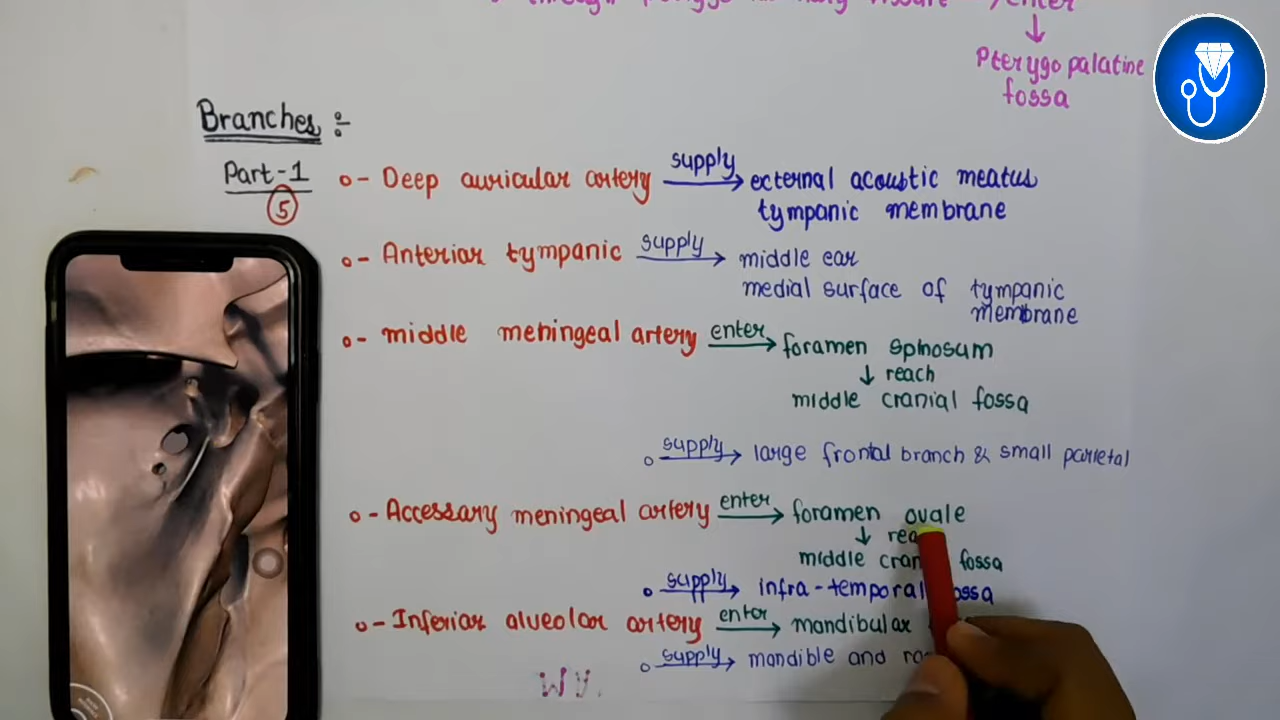 Pterygo palatine
fossa
Branches :-
Part-1
5
Deep auricular artery supply external acoustic meatus
tympanic membrane
Anterior tympanic supply middle ear
medial surface of tympanic
membrane
middle meningeal artery enter foramen spinosum
reach
middle cranial fossa
supply large frontal branch & small parietal
Accessary meningeal artery enter foramen ovale
middle fossa
supply infra-temporal
Inferior alveolar artery enter mandibular
supply mandible and